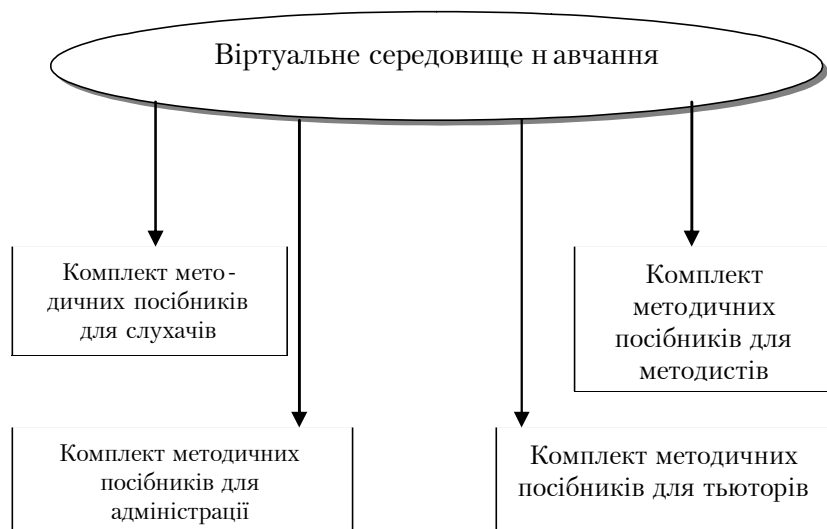 Віртуальне середовище н авчання
Комплект мето-
дичних посібників
для слухачів
Комплект
методичних
посібників для
методистів
Комплект методичних
посібників для
адміністрації
Комплект методичних
посібників для тьюторів